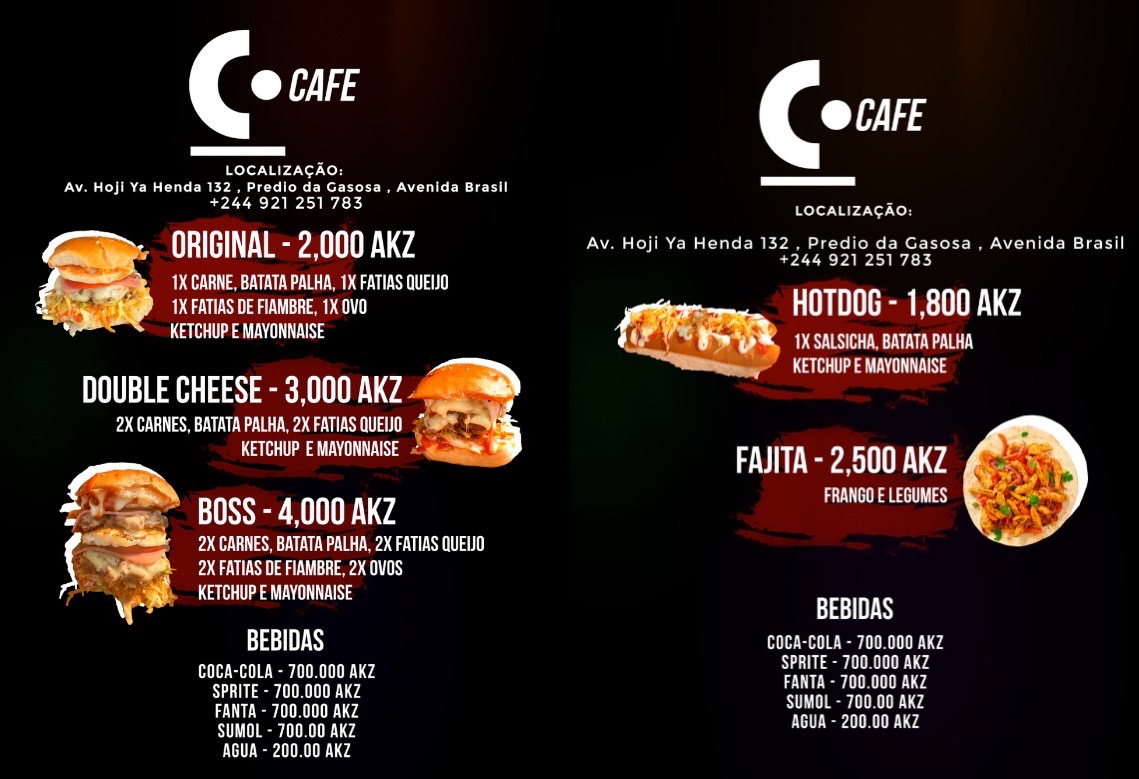 CAFE
LOCALIZAÇÃO:
Av. Hoji Ya Henda 132 , Predio da Gasosa , Avenida Brasil
+244 921 251 783
ORIGINAL - 2,000 AKZ
1X CARNE, BATATA PALHA, 1X FATIAS QUEIJO
1X FATIAS DE FIAMBRE, 1X OVO
KETCHUP E MAYONNAISE
DOUBLE CHEESE - 3,000 AKZ
2X CARNES, BATATA PALHA, 2X FATIAS QUEIJO
KETCHUP E MAYONNAISE
BOSS - 4,000 AKZ
2X CARNES, BATATA PALHA, 2X FATIAS QUEIJO
2X FATIAS DE FIAMBRE, 2X OVOS
KETCHUP E MAYONNAISE
BEBIDAS
COCA-COLA - 700.000 AKZ
SPRITE - 700.000 AKZ
FANTA - 700.000 AKZ
SUMOL - 700.00 AKZ
AGUA - 200.00 AKZ
CAFE
LOCALIZAÇÃO:
Av. Hoji Ya Henda 132 , Predio da Gasosa , Avenida Brasil
+244 921 251 783
HOTDOG - 1,800 AKZ
1X SALSICHA, BATATA PALHA
KETCHUP E MAYONNAISE
FAJITA - 2,500 AKZ
FRANGO E LEGUMES
BEBIDAS
COCA-COLA - 700.000 AKZ
SPRITE - 700.000 AKZ
FANTA - 700.000 AKZ
SUMOL - 700.00 AKZ
AGUA - 200.00 AKZ